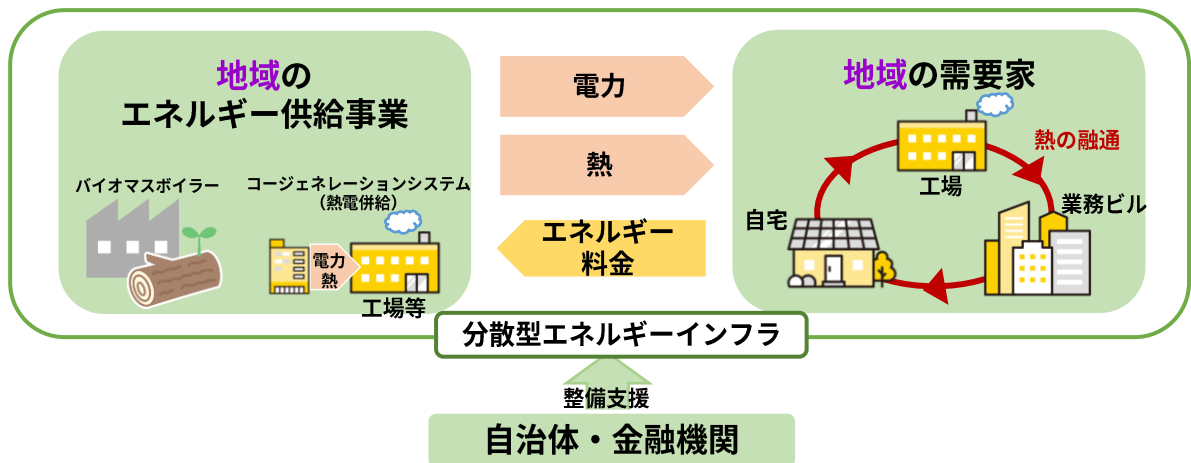 地域の
エネルギー供給事業
バイオマスボイラー
コージェネレーションシステム
（熱電併給）
電力
熱
工場等
電力
熱
エネルギー
料金
地域の需要家
熱の融通
工場
自宅
業務ビル
分散型エネルギーインフラ
整備支援
自治体・金融機関